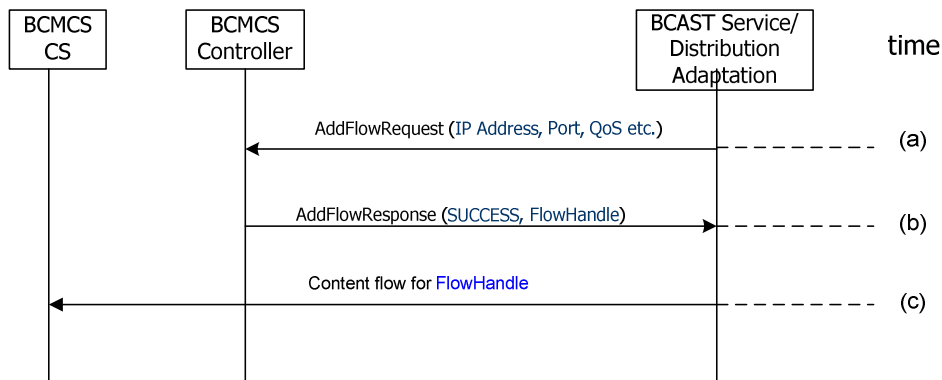 BCMCS
CS
BCMCS
Controller
BCAST Service/
Distribution
Adaptation
time
AddFlowRequest (IP Address, Port, QoS etc.)
(a)
AddFlowResponse (SUCCESS, FlowHandle)
(b)
Content flow for FlowHandle
(c)